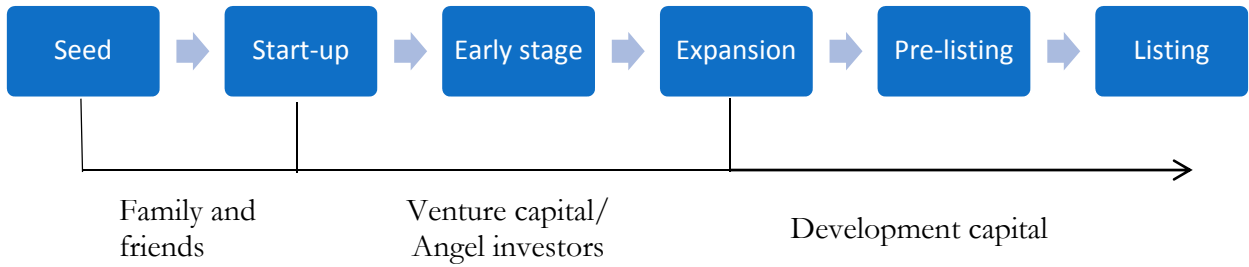 Seed
Start-up
Early stage
Expansion
Pre-listing
Listing
Family and
friends
Venture capital/
Angel investors
Development capital